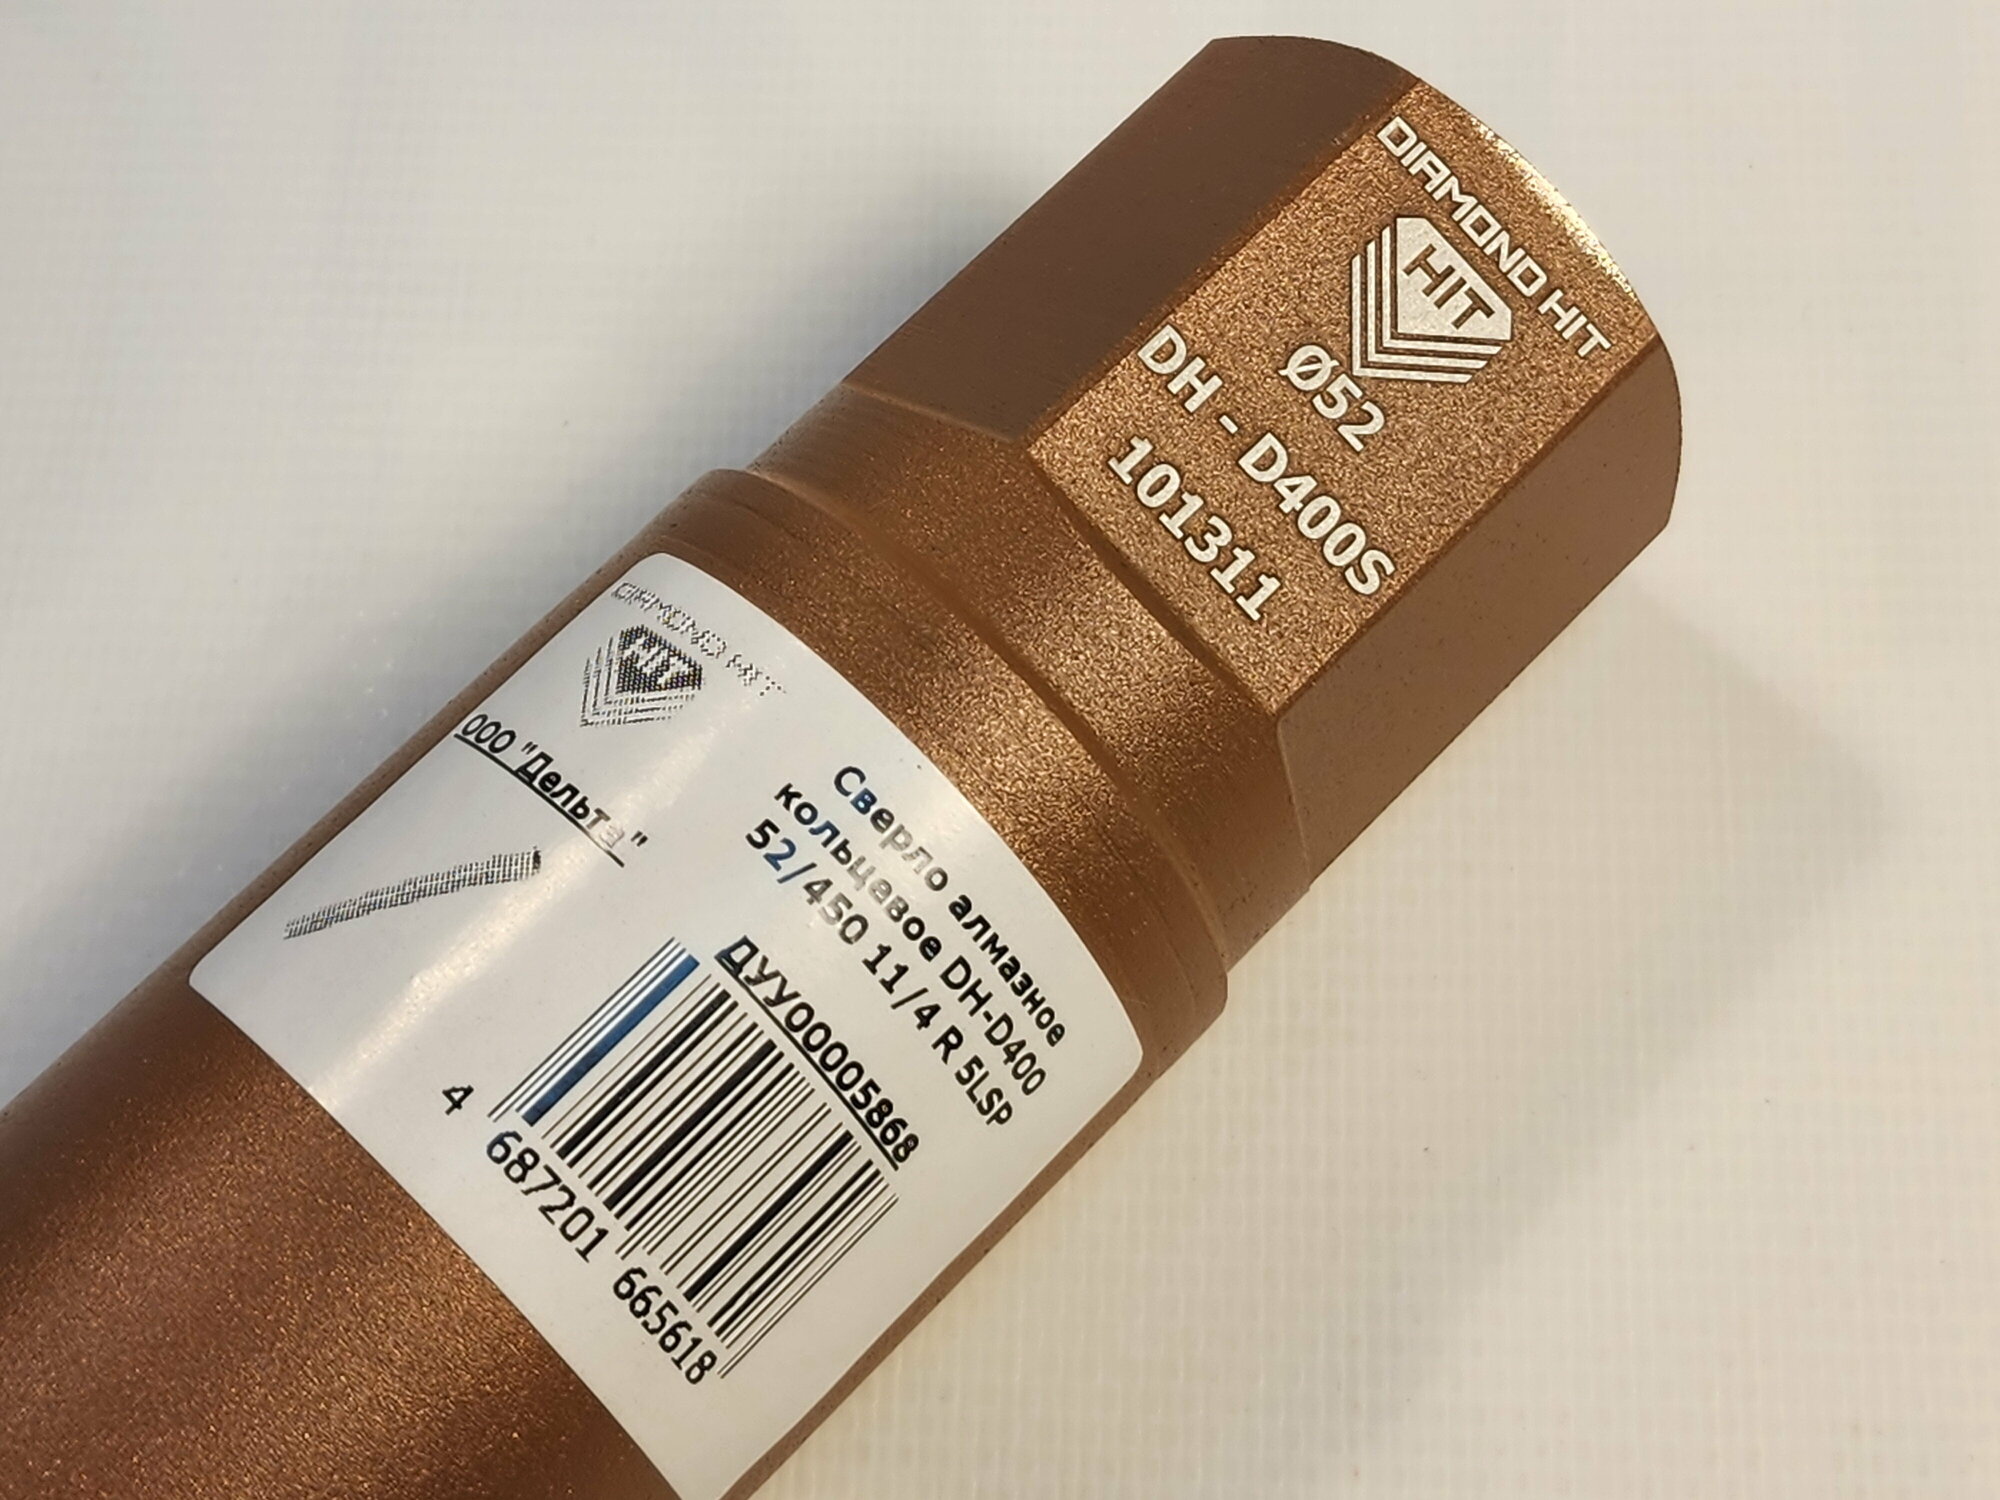 DIAMOND HIT
HIT
Ø52
DH - D400S
101311
DIAMOND HIT
HIT
ООО "Дельта"
Сверло алмазное
кольцевое DH-D400
52/450 11/4 R 5LSP
ДУУ00005868
4 687201 665618